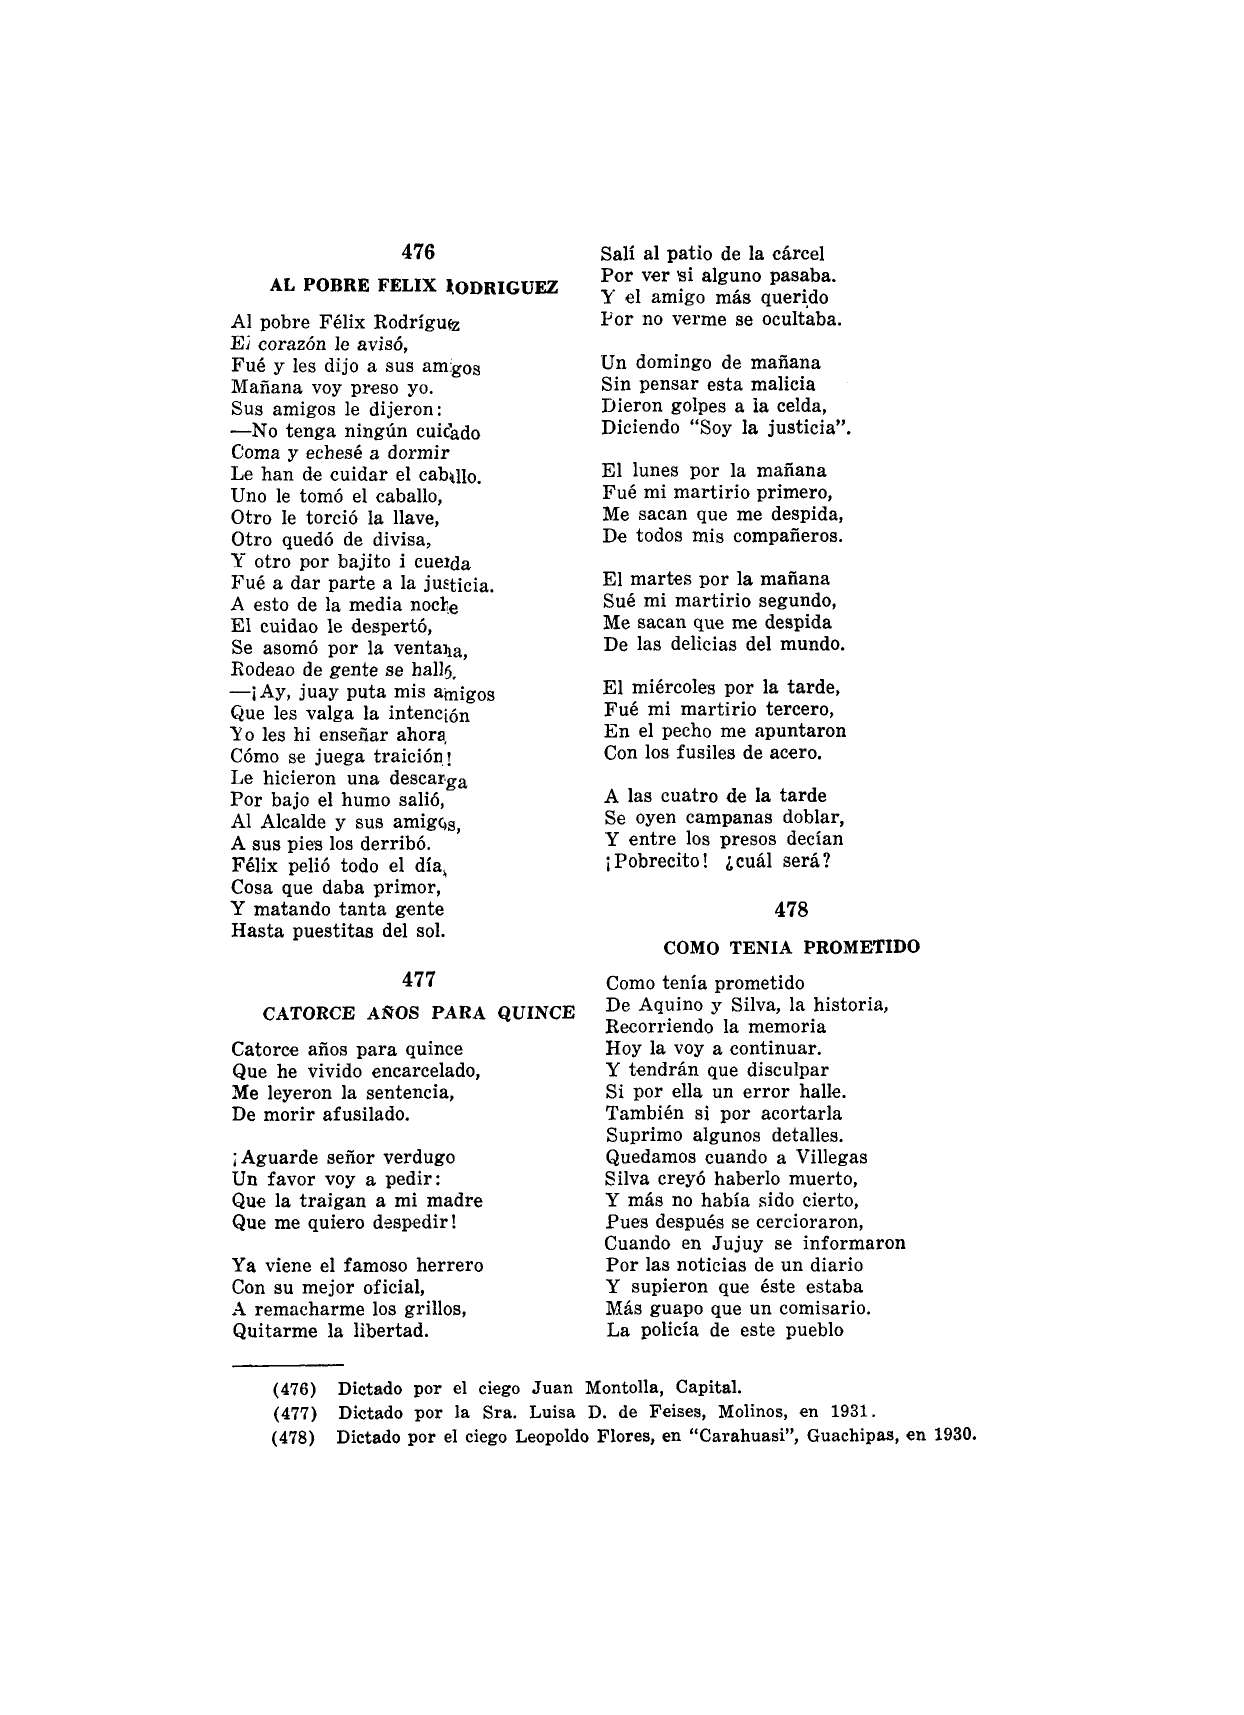 476
AL POBRE FELIX RODRIGUEZ
Al pobre Félix Rodríguez
El corazón le avisó,
Fué y les dijo a sus amigos
Mañana voy preso yo.
Sus amigos le dijeron:
—No tenga ningún cuidado
Coma y echesé a dormir
Le han de cuidar el caballo.
Uno le tomó el caballo,
Otro le torció la llave,
Otro quedó de divisa,
Y otro por bajito i cuerda
Fué a dar parte a la justicia.
A esto de la media noche
El cuidao le despertó,
Se asomó por la ventana,
Rodeao de gente se halló.
—¡Ay, juay puta mis amigos
Que les valga la intención
Yo les hi enseñar ahora
Cómo se juega traición!
Le hicieron una descarga
Por bajo el humo salió,
Al Alcalde y sus amigos,
A sus pies los derribó.
Félix pelió todo el día,
Cosa que daba primor,
Y matando tanta gente
Hasta puestitas del sol.
477
CATORCE AÑOS PARA QUINCE
Catorce años para quince
Que he vivido encarcelado,
Me leyeron la sentencia,
De morir afusilado.
¡Aguarde señor verdugo
Un favor voy a pedir:
Que la traigan a mi madre
Que me quiero despedir!
Ya viene el famoso herrero
Con su mejor oficial,
A remacharme los grillos,
Quitarme la libertad.
Salí al patio de la cárcel
Por ver si alguno pasaba.
Y el amigo más querido
Por no verme se ocultaba.
Un domingo de mañana
Sin pensar esta malicia
Dieron golpes a la celda,
Diciendo “Soy la justicia”.
El lunes por la mañana
Fué mi martirio primero,
Me sacan que me despida,
De todos mis compañeros.
El martes por la mañana
Sué mi martirio segundo,
Me sacan que me despida
De las delicias del mundo.
El miércoles por la tarde,
Fué mi martirio tercero,
En el pecho me apuntaron
Con los fusiles de acero.
A las cuatro de la tarde
Se oyen campanas doblar,
Y entre los presos decían
¡Pobrecito! ¿cuál será?
478
COMO TENIA PROMETIDO
Como tenía prometido
De Aquino y Silva, la historia,
Recorriendo la memoria
Hoy la voy a continuar.
Y tendrán que disculpar
Si por ella un error halle.
También si por acortarla
Suprimo algunos detalles.
Quedamos cuando a Villegas
Silva creyó haberlo muerto,
Y más no había sido cierto,
Pues después se cercioraron,
Cuando en Jujuy se informaron
Por las noticias de un diario
Y supieron que éste estaba
Más guapo que un comisario.
La policía de este pueblo
(476) Dictado por el ciego Juan Montolla, Capital.
(477) Dictado por la Sra. Luisa D. de Feises, Molinos, en 1931.
(478) Dictado por el ciego Leopoldo Flores, en “Carahuasi”, Guachipas, en 1930.